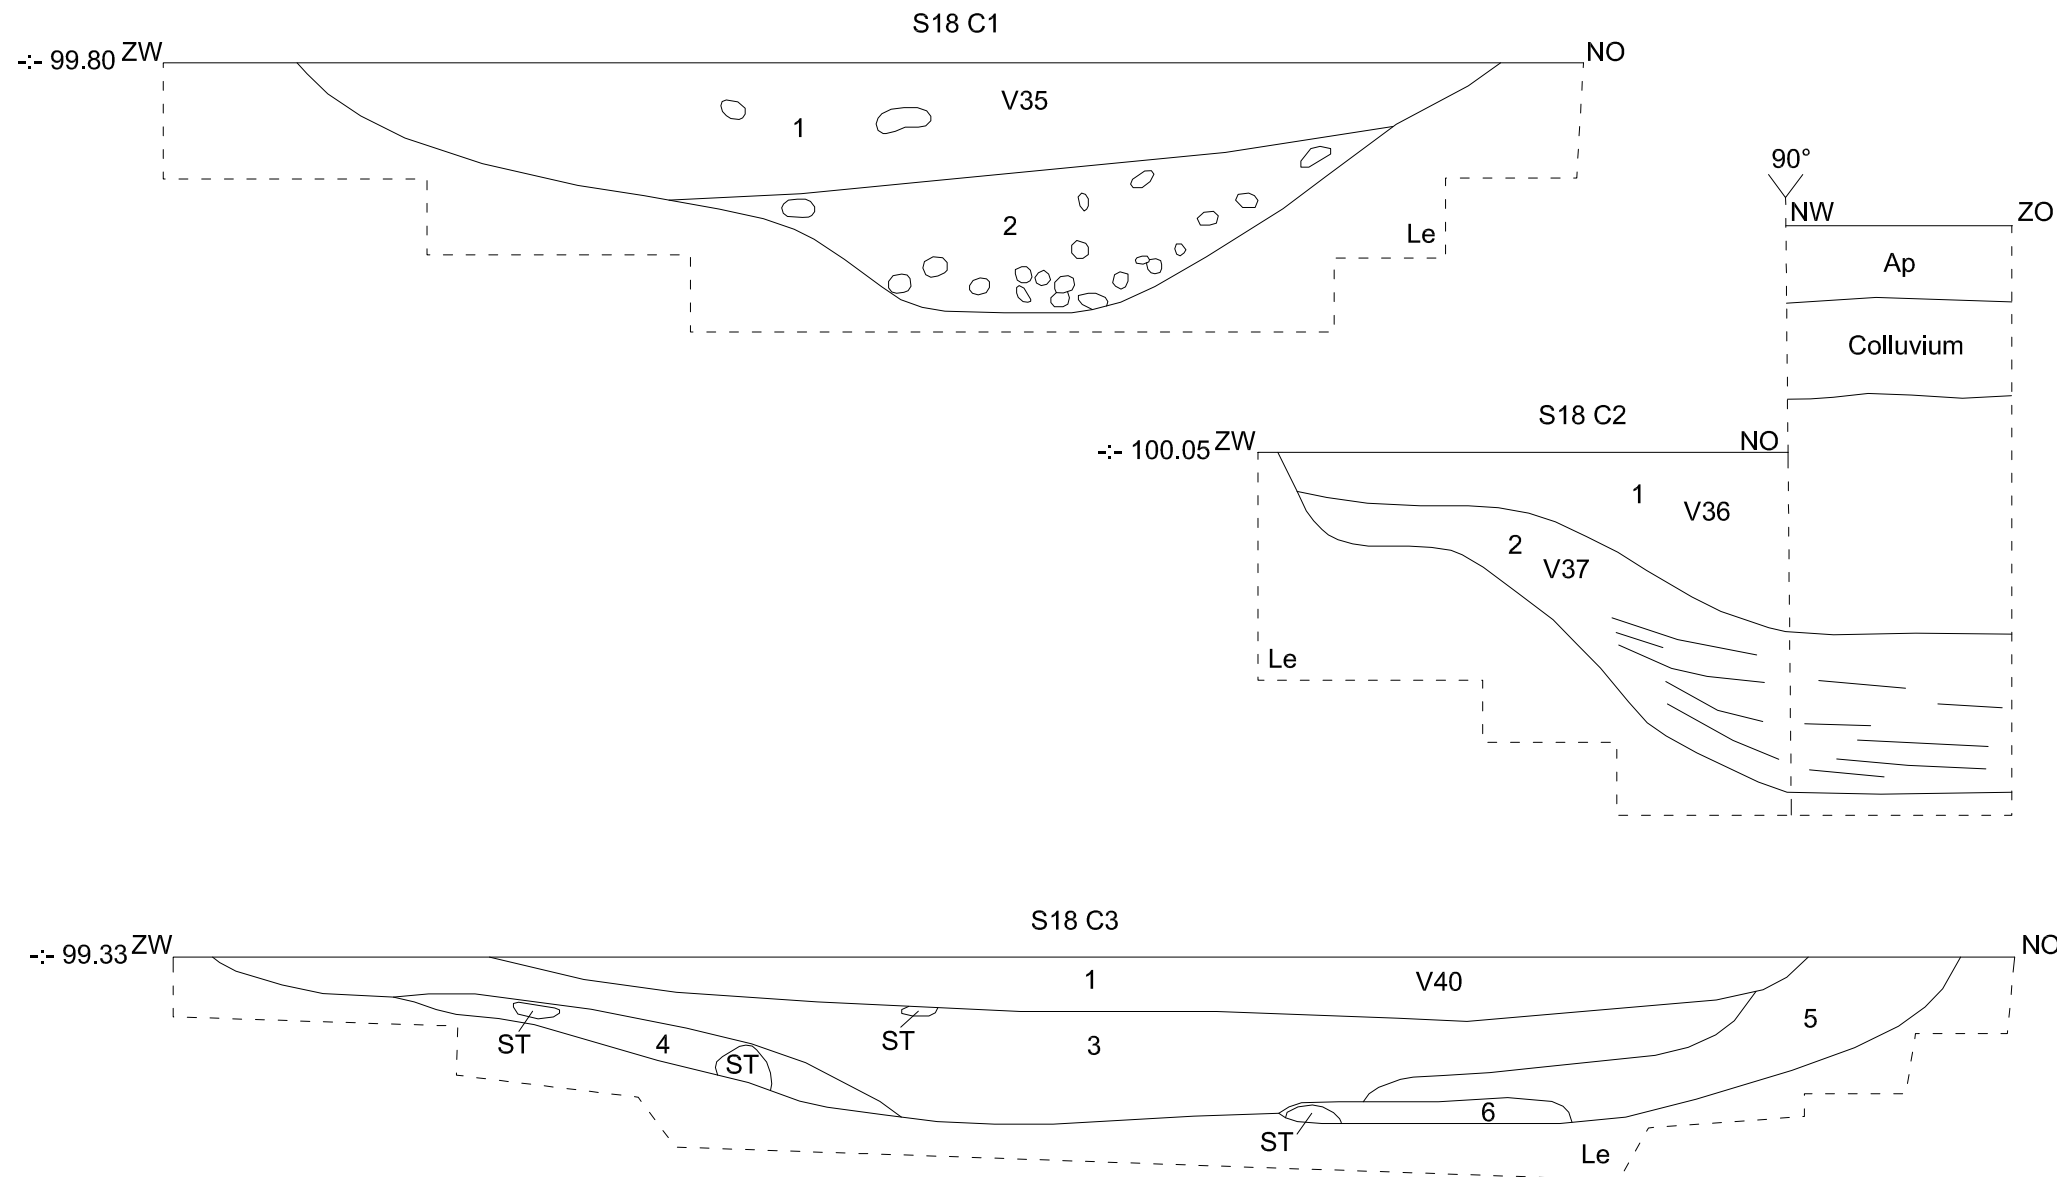 S18 C1
-:- 99.80 ZW NO
V35
1
2
Le
90°
NW ZO
Ap
Colluvium
S18 C2
-:- 100.05 ZW NO
1
V36
2
V37
Le
S18 C3
-:- 99.33 ZW NO
1 V40
5
ST ST
4 3
ST
6
ST
Le